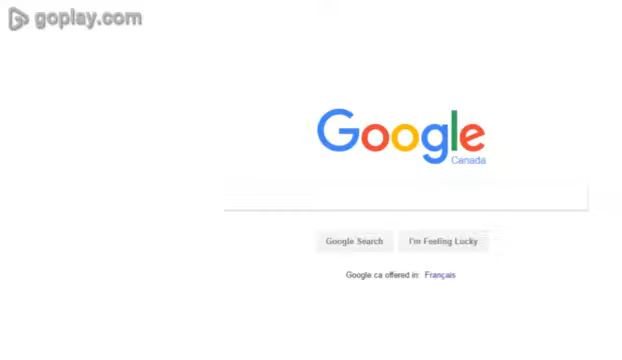 goplay.com
Google
Canada
Google Search
I'm Feeling Lucky
Google.ca offered in: Français